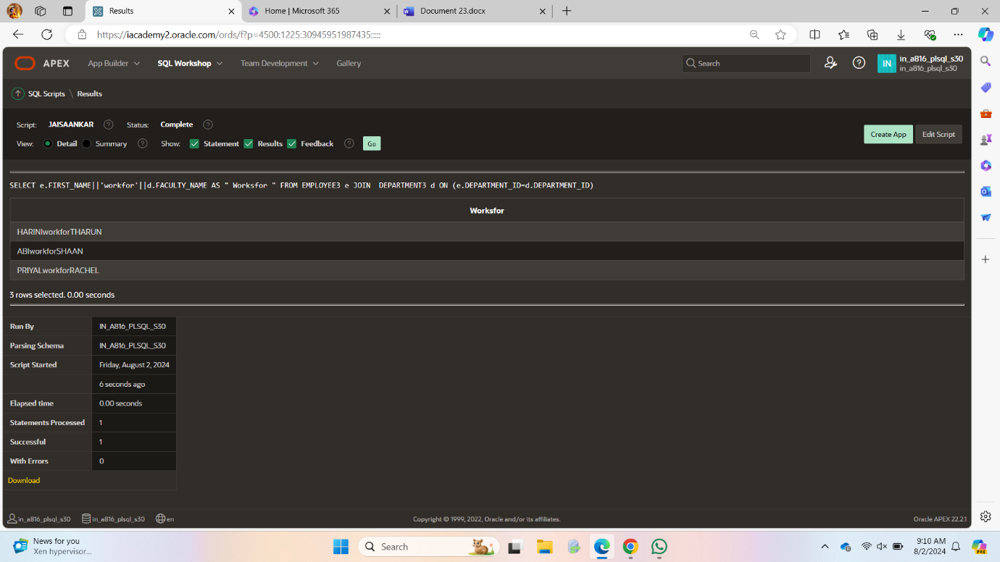 Results
Home | Microsoft 365
Document 23.docx
https://iacademy2.oracle.com/ords/f?p=4500:1225:30945951987435:::::
APEX App Builder SQL Workshop Team Development Gallery Search IN in_a816_plsql_s30
in_a816_plsql_s30
SQL Scripts \ Results
Script: JAISAANKAR Status: Complete
View: Detail Summary Show: Statement Results Feedback Go
Create App Edit Script
SELECT e.FIRST_NAME||'workfor'||d.FACULTY_NAME AS " Worksfor " FROM EMPLOYEE3 e JOIN  DEPARTMENT3 d ON (e.DEPARTMENT_ID=d.DEPARTMENT_ID)
Worksfor
HARINIworkforTHARUN
ABIworkforSHAAN
PRIYALworkforRACHEL
3 rows selected. 0.00 seconds
Run By IN_A816_PLSQL_S30
Parsing Schema IN_A816_PLSQL_S30
Script Started Friday, August 2, 2024
6 seconds ago
Elapsed time 0.00 seconds
Statements Processed 1
Successful 1
With Errors 0
Download
in_a816_plsql_s30 in_a816_plsql_s30 en Copyright © 1999, 2022, Oracle and/or its affiliates. Oracle APEX 22.2.1
News for you
Xen hypervisor...
Search
PRE
9:10 AM
8/2/2024